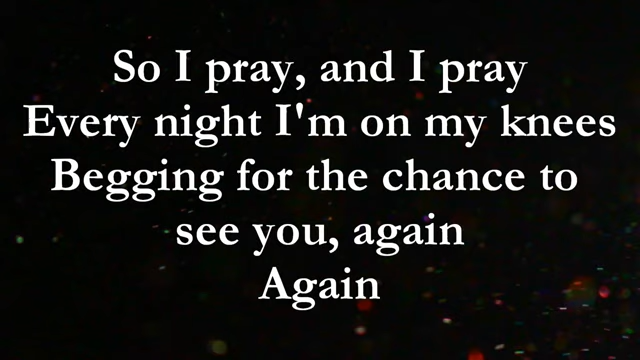 So I pray, and I pray
Every night I'm on my knees
Begging for the chance to
see you, again
Again